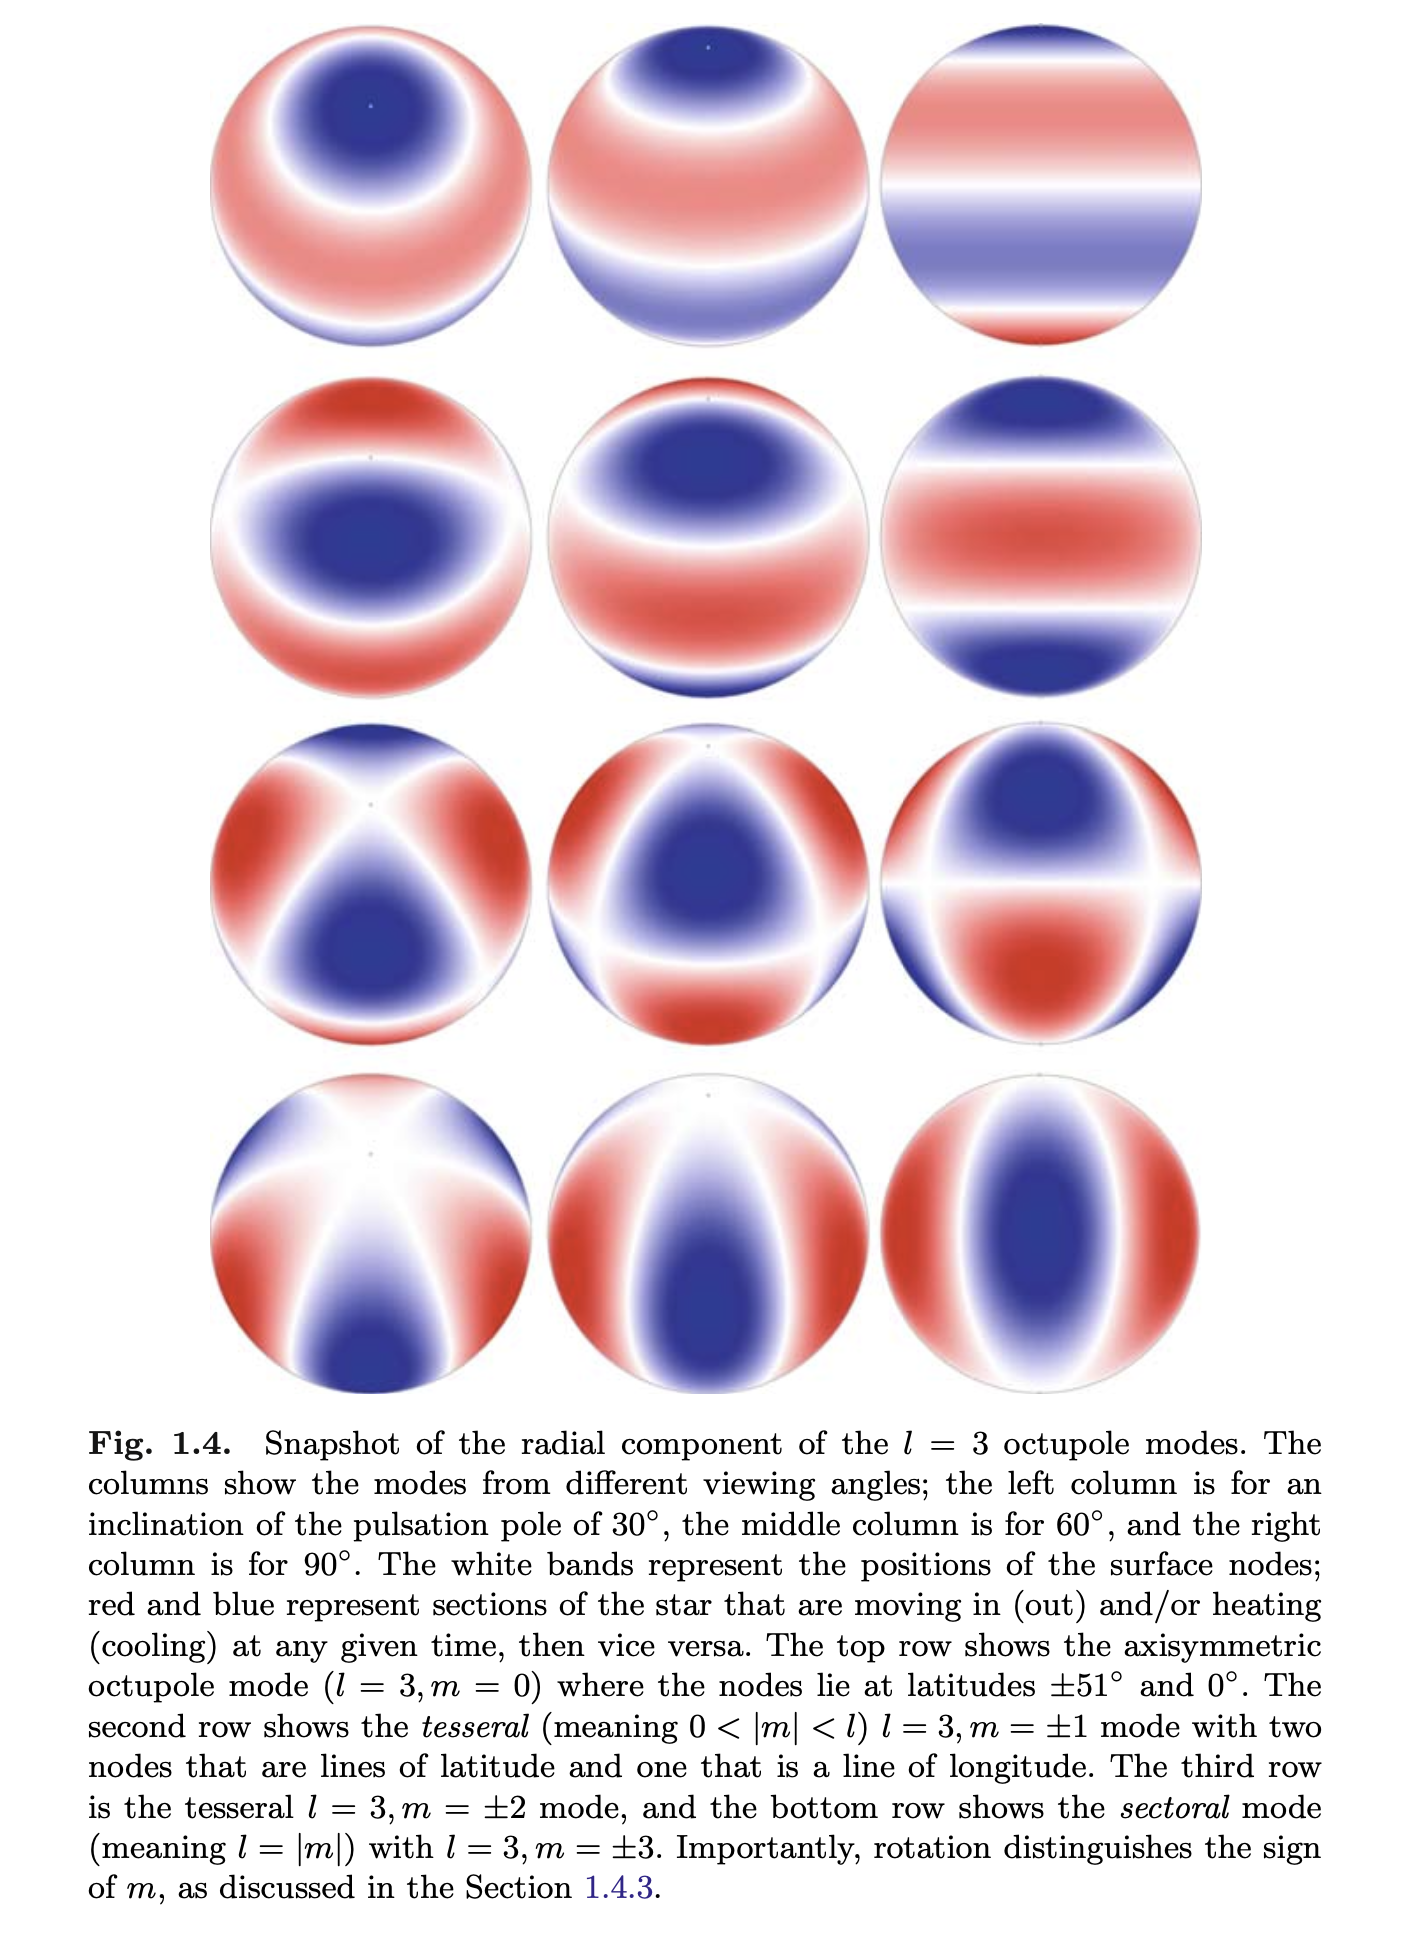 Fig. 1.4. Snapshot of the radial component of the l = 3 octupole modes. The
columns show the modes from different viewing angles; the left column is for an
inclination of the pulsation pole of 30°, the middle column is for 60°, and the right
column is for 90°. The white bands represent the positions of the surface nodes;
red and blue represent sections of the star that are moving in (out) and/or heating
(cooling) at any given time, then vice versa. The top row shows the axisymmetric
octupole mode (l = 3, m = 0) where the nodes lie at latitudes ±51° and 0°. The
second row shows the tesseral (meaning 0 < |m| < l) l = 3, m = ±1 mode with two
nodes that are lines of latitude and one that is a line of longitude. The third row
is the tesseral l = 3, m = ±2 mode, and the bottom row shows the sectoral mode
(meaning l = |m|) with l = 3, m = ±3. Importantly, rotation distinguishes the sign
of m, as discussed in the Section 1.4.3.